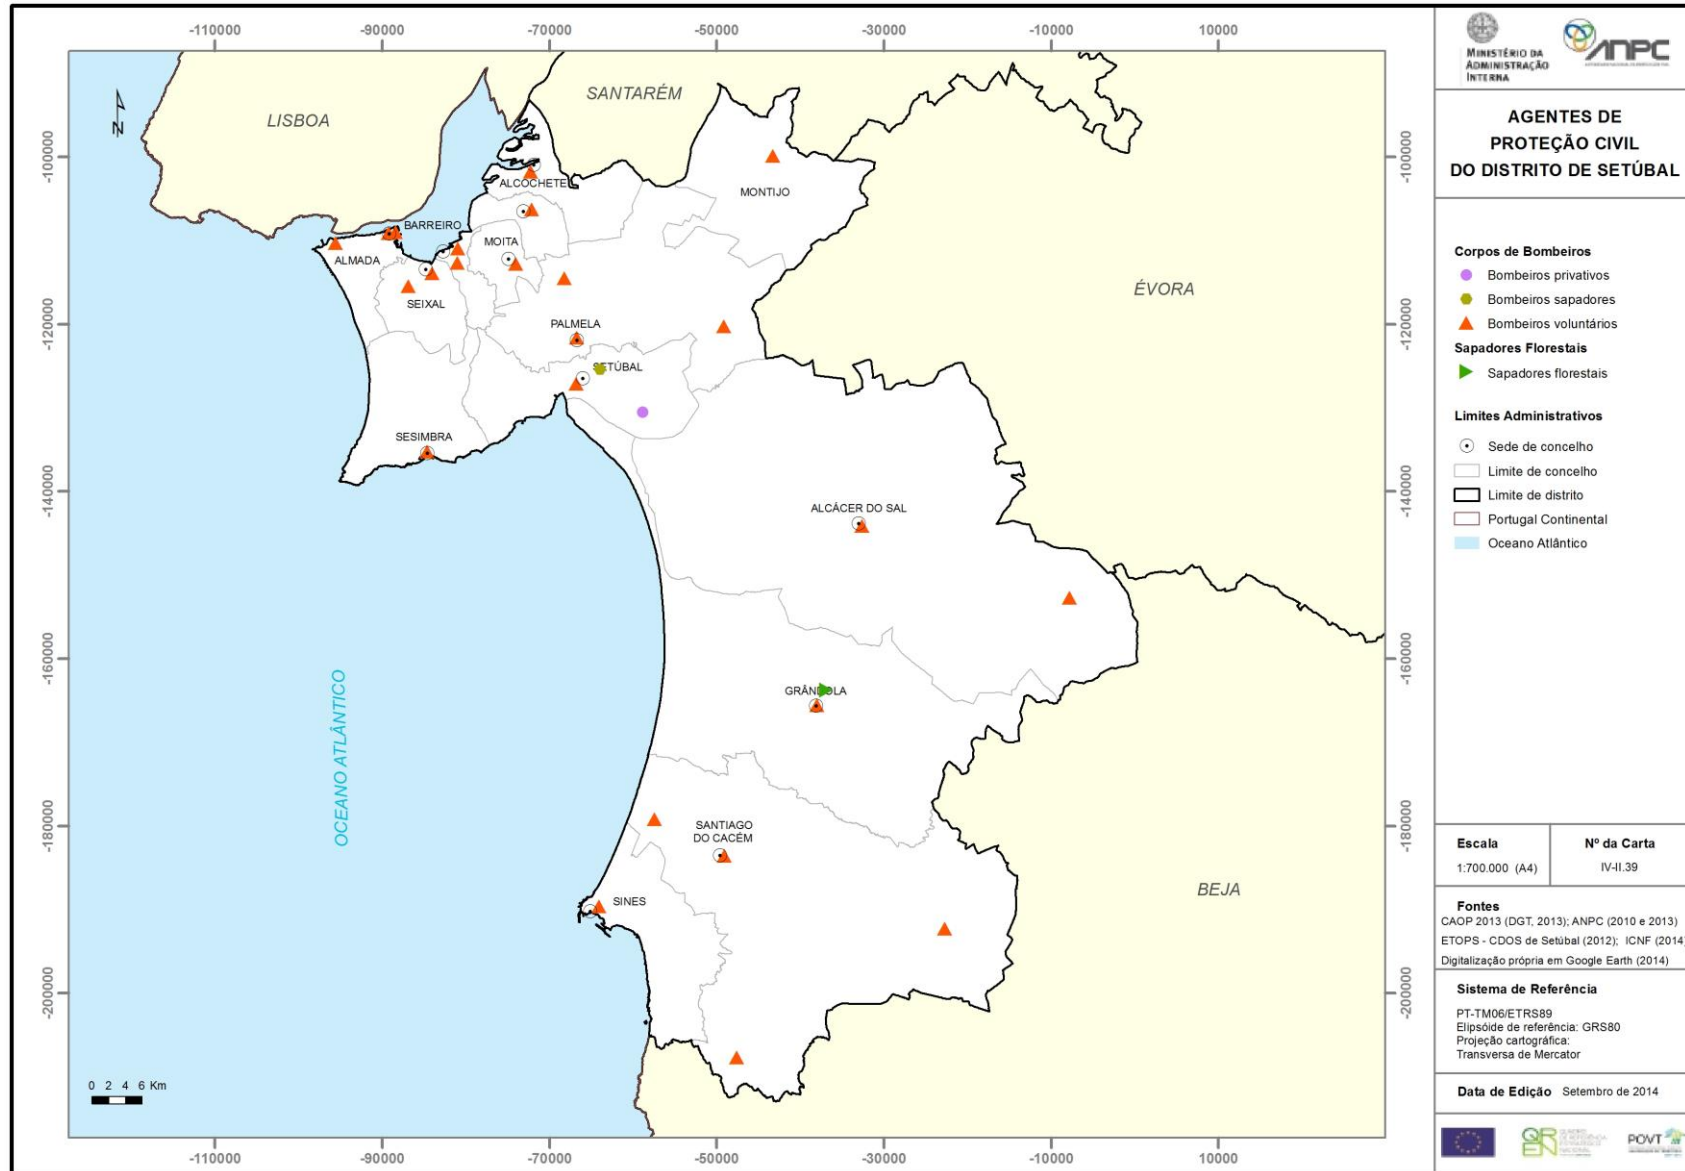 -110000
-90000
-70000
-50000
-30000
-10000
10000
-100000
-120000
-140000
-160000
-180000
-200000
-100000
-120000
-140000
-160000
-180000
-200000
-110000
-90000
-70000
-50000
-30000
-10000
10000
N
LISBOA
SANTARÉM
ÉVORA
BEJA
OCEANO ATLÂNTICO
ALCOCHETE
MONTIJO
BARREIRO
MOITA
ALMADA
SEIXAL
PALMELA
SETÚBAL
SESIMBRA
ALCÁCER DO SAL
GRÂNDOLA
SANTIAGO
DO CACÉM
SINES
0 2 4 6 Km
MINISTÉRIO DA
ADMINISTRAÇÃO
INTERNA
ANPC
AGENTES DE
PROTEÇÃO CIVIL
DO DISTRITO DE SETÚBAL
Corpos de Bombeiros
Bombeiros privativos
Bombeiros sapadores
Bombeiros voluntários
Sapadores Florestais
Sapadores florestais
Limites Administrativos
Sede de concelho
Limite de concelho
Limite de distrito
Portugal Continental
Oceano Atlântico
Escala
1:700.000 (A4)
Nº da Carta
IV-II.39
Fontes
CAOP 2013 (DGT, 2013); ANPC (2010 e 2013)
ETOPS - CDOS de Setúbal (2012); ICNF (2014)
Digitalização própria em Google Earth (2014)
Sistema de Referência
PT-TM06/ETRS89
Elipsóide de referência: GRS80
Projeção cartográfica:
Transversa de Mercator
Data de Edição Setembro de 2014
QREN
QUADRO
DE REFERÊNCIA
ESTRATÉGICO
NACIONAL
POVT